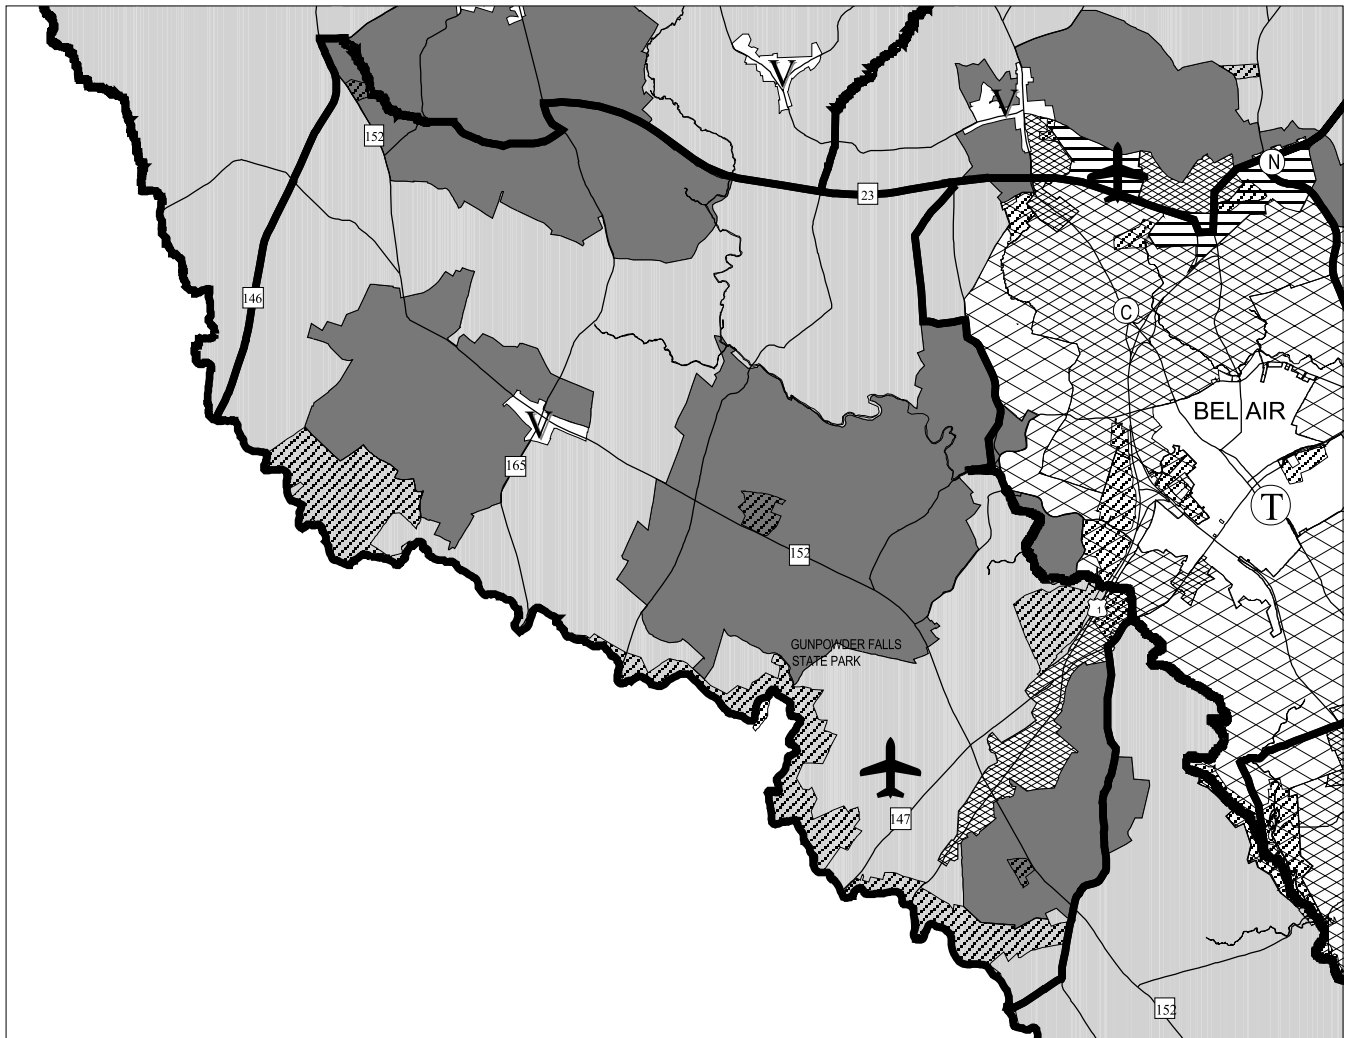 V
V
152
23
N
146
C
BEL AIR
V
165
T
152
1
GUNPOWDER FALLS
STATE PARK
147
152